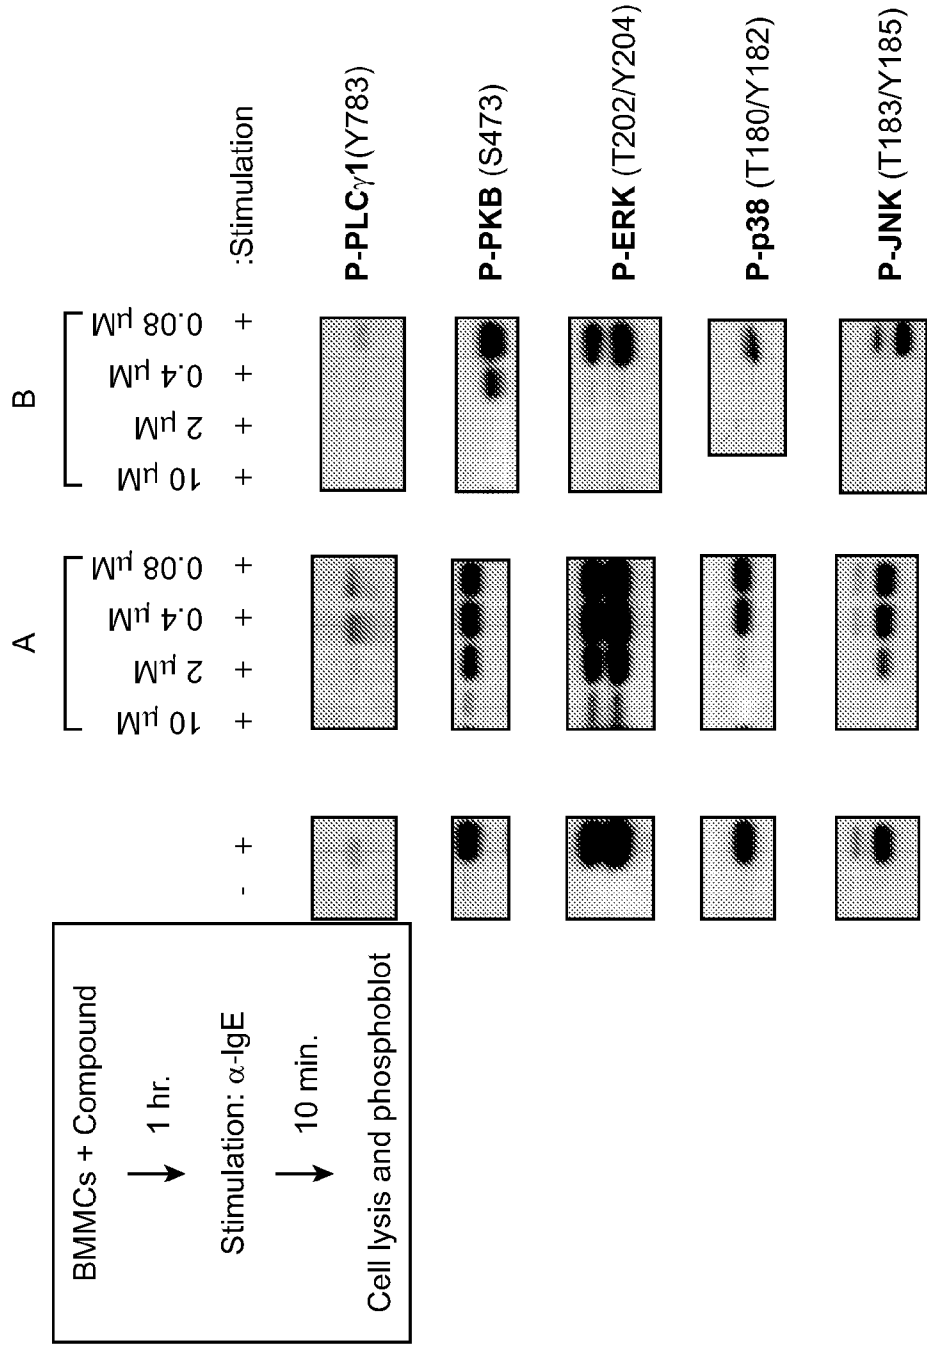 BMMCs + Compound
1 hr.
Stimulation: α-IgE
10 min.
Cell lysis and phosphoblot
A
B
10 µM 2 µM 0.4 µM 0.08 µM 10 µM 2 µM 0.4 µM 0.08 µM
- + + + + + + + + + :Stimulation
P-PLCγ1(Y783)
P-PKB (S473)
P-ERK (T202/Y204)
P-p38 (T180/Y182)
P-JNK (T183/Y185)